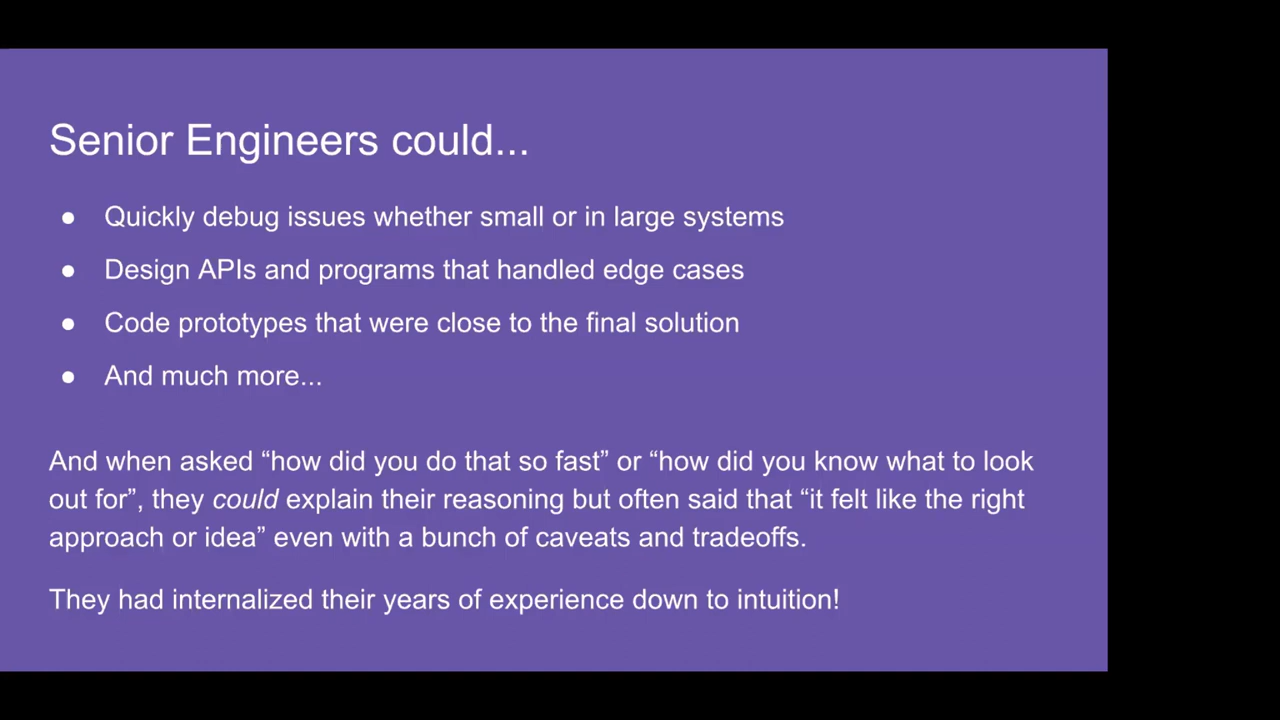 Senior Engineers could...
● Quickly debug issues whether small or in large systems
● Design APIs and programs that handled edge cases
● Code prototypes that were close to the final solution
● And much more...
And when asked “how did you do that so fast” or “how did you know what to look
out for”, they could explain their reasoning but often said that “it felt like the right
approach or idea” even with a bunch of caveats and tradeoffs.
They had internalized their years of experience down to intuition!